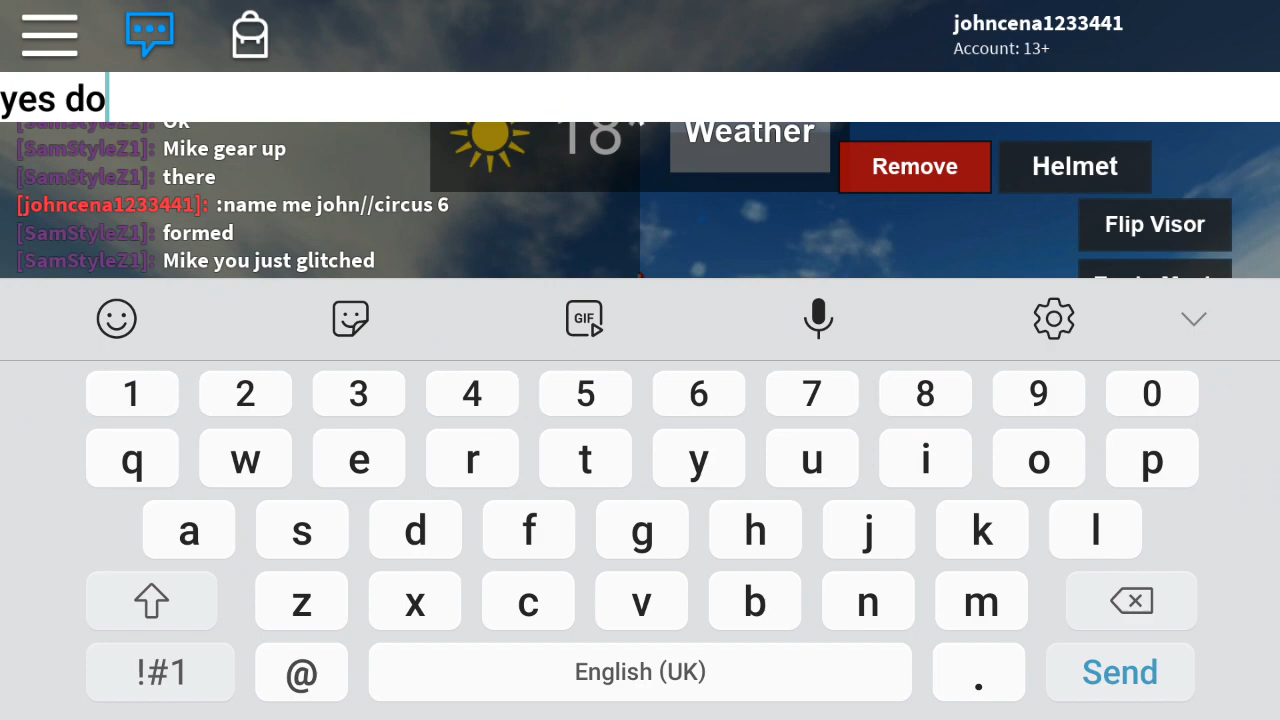 johncena1233441
Account: 13+
yes do
[SamStyleZ1]: Ok
[SamStyleZ1]: Mike gear up
[SamStyleZ1]: there
[johncena1233441]: :name me john//circus 6
[SamStyleZ1]: formed
[SamStyleZ1]: Mike you just glitched
18°
Weather
Remove
Helmet
Flip Visor
GIF
1 2 3 4 5 6 7 8 9 0
q w e r t y u i o p
a s d f g h j k l
z x c v b n m
!#1 @ English (UK) . Send